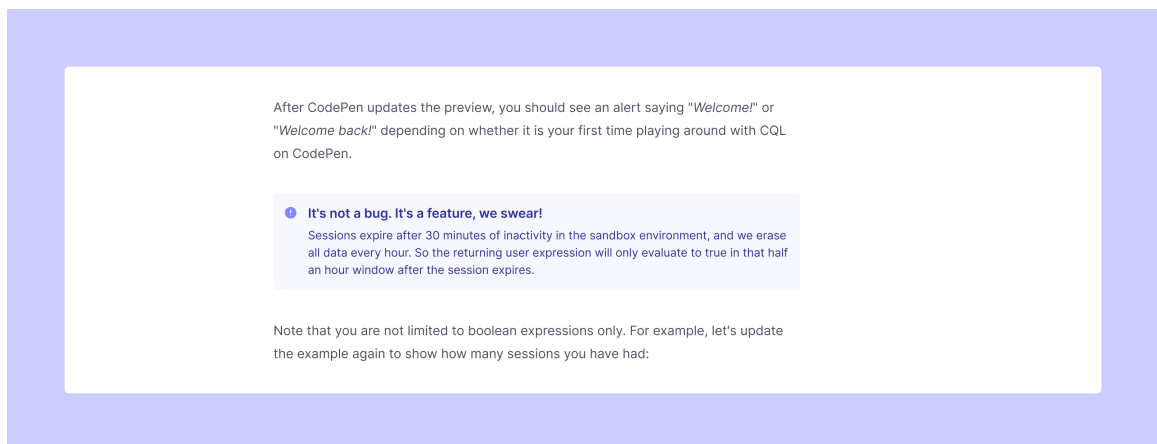 After CodePen updates the preview, you should see an alert saying "Welcome!" or
"Welcome back!" depending on whether it is your first time playing around with CQL
on CodePen.
It's not a bug. It's a feature, we swear!
Sessions expire after 30 minutes of inactivity in the sandbox environment, and we erase
all data every hour. So the returning user expression will only evaluate to true in that half
an hour window after the session expires.
Note that you are not limited to boolean expressions only. For example, let's update
the example again to show how many sessions you have had: